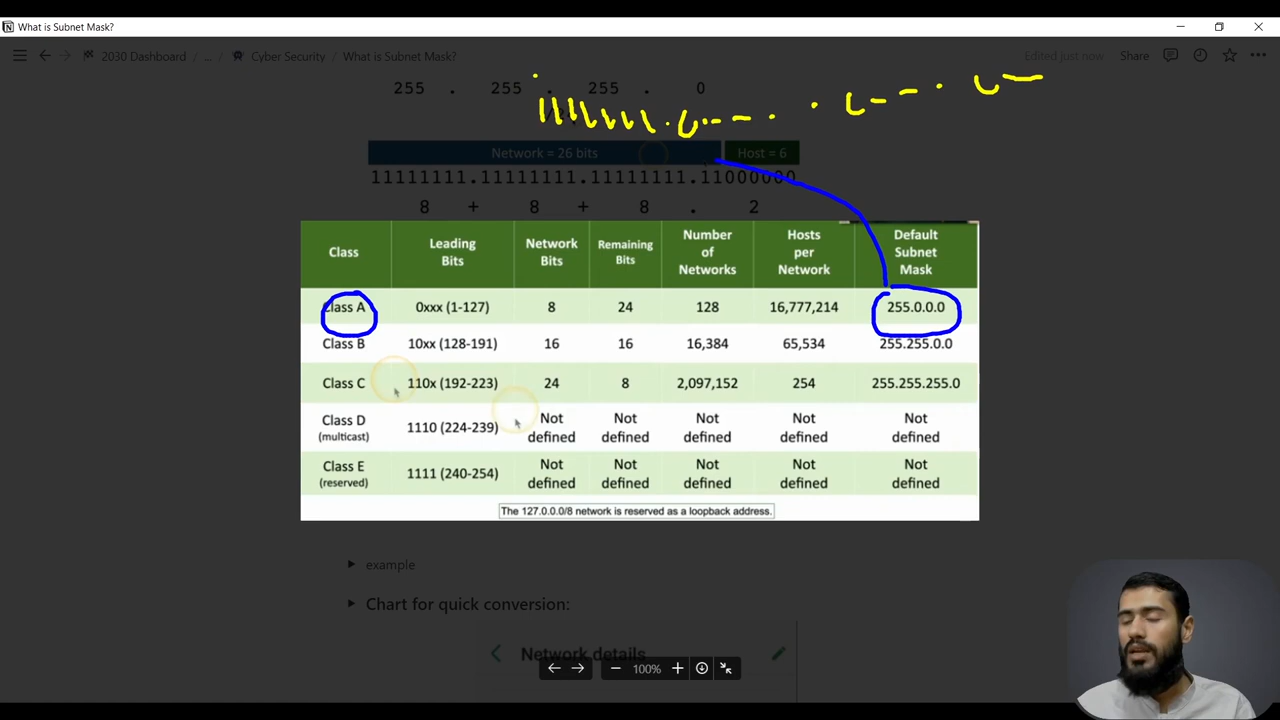 What is Subnet Mask?
2030 Dashboard / ... / Cyber Security / What is Subnet Mask? Edited just now Share
255 . 255 . 255 . 0
Network = 26 bits Host = 6
11111111.11111111.11111111.11000000
8 + 8 + 8 . 2
Class Leading Bits Network Bits Remaining Bits Number of Networks Hosts per Network Default Subnet Mask
Class A 0xxx (1-127) 8 24 128 16,777,214 255.0.0.0
Class B 10xx (128-191) 16 16 16,384 65,534 255.255.0.0
Class C 110x (192-223) 24 8 2,097,152 254 255.255.255.0
Class D (multicast) 1110 (224-239) Not defined Not defined Not defined Not defined Not defined
Class E (reserved) 1111 (240-254) Not defined Not defined Not defined Not defined Not defined
The 127.0.0.0/8 network is reserved as a loopback address.
example
Chart for quick conversion:
Network details
100%